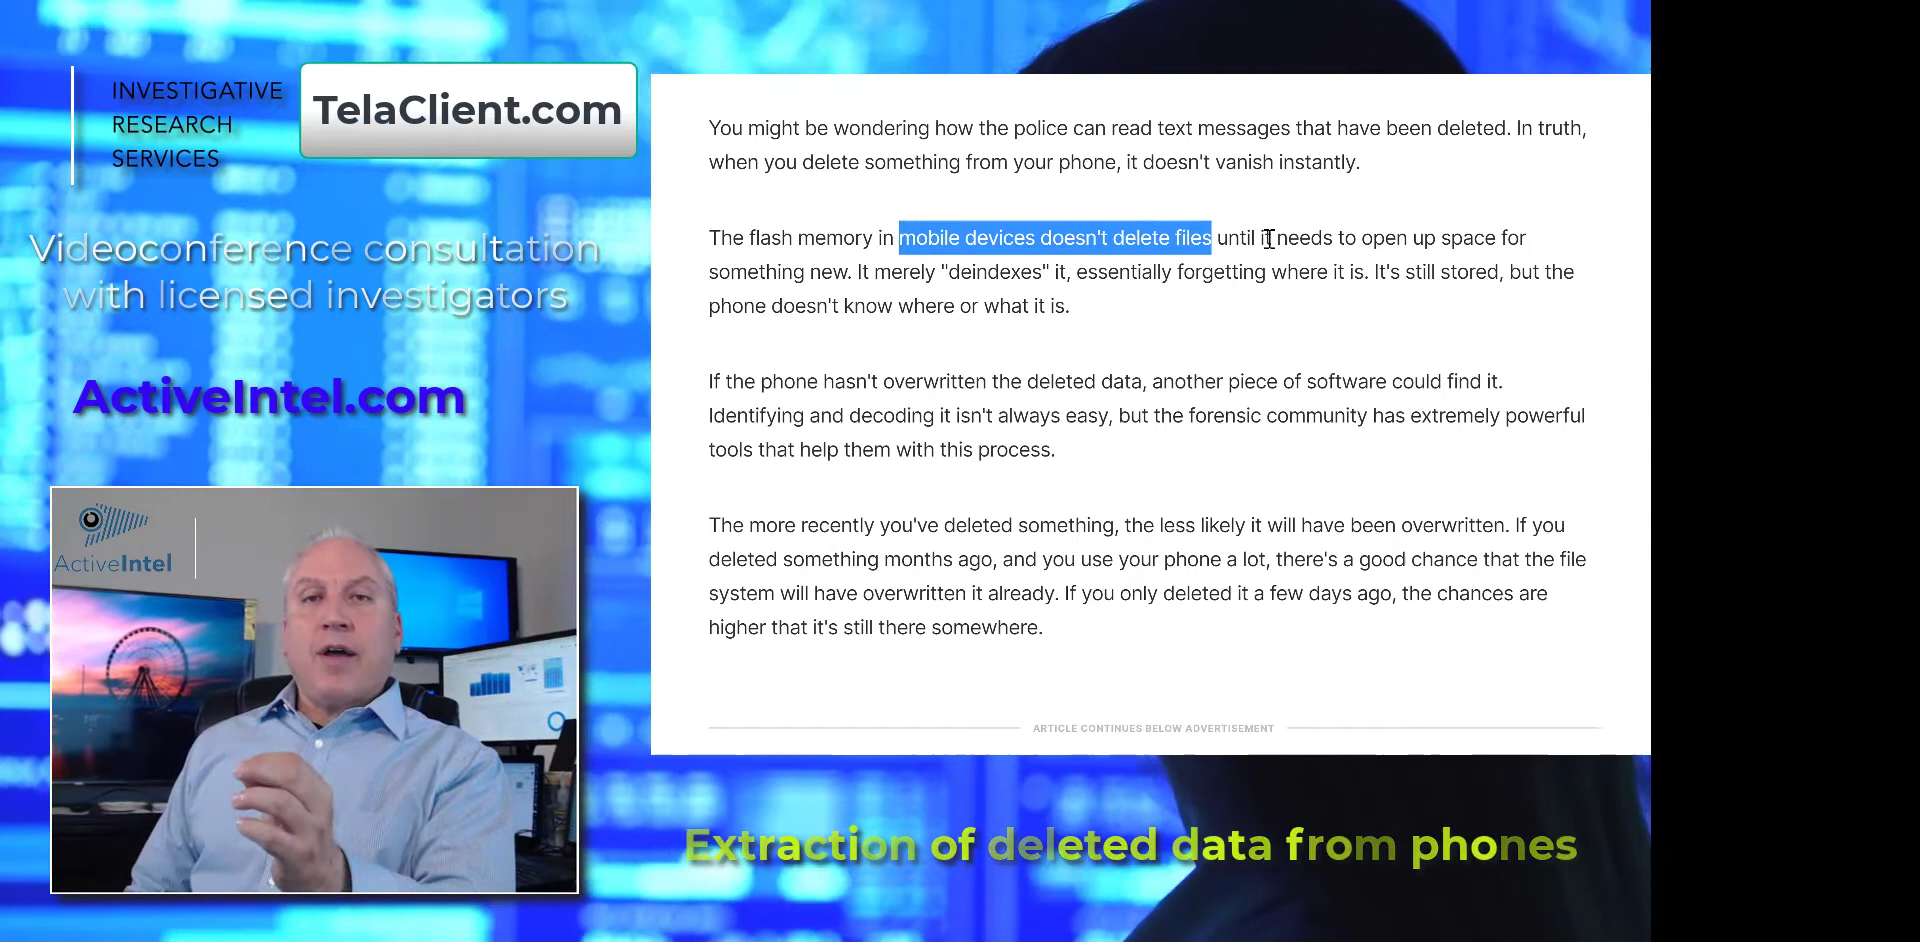 INVESTIGATIVE
RESEARCH
SERVICES
TelaClient.com
Videoconference consultation
with licensed investigators
ActiveIntel.com
ActiveIntel
You might be wondering how the police can read text messages that have been deleted. In truth,
when you delete something from your phone, it doesn't vanish instantly.
The flash memory in mobile devices doesn't delete files until it needs to open up space for
something new. It merely "deindexes" it, essentially forgetting where it is. It's still stored, but the
phone doesn't know where or what it is.
If the phone hasn't overwritten the deleted data, another piece of software could find it.
Identifying and decoding it isn't always easy, but the forensic community has extremely powerful
tools that help them with this process.
The more recently you've deleted something, the less likely it will have been overwritten. If you
deleted something months ago, and you use your phone a lot, there's a good chance that the file
system will have overwritten it already. If you only deleted it a few days ago, the chances are
higher that it's still there somewhere.
ARTICLE CONTINUES BELOW ADVERTISEMENT
Extraction of deleted data from phones